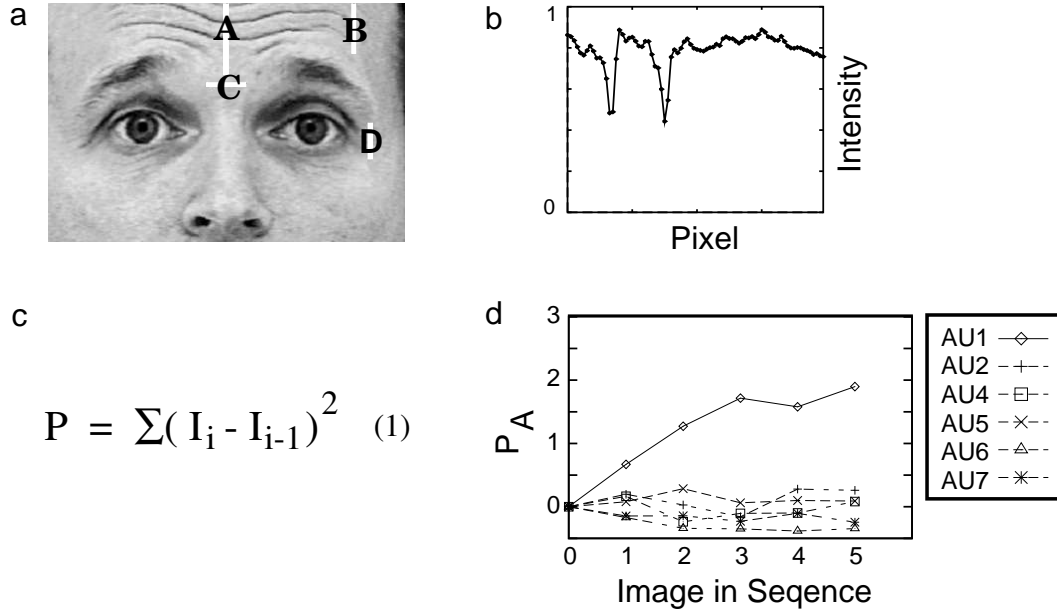 a
A
B
C
D
b
1
0
Intensity
Pixel
c
P = Σ( I_i - I_{i-1})^2 (1)
d
3
2
1
0
P_A
0 1 2 3 4 5
Image in Seqence
AU1
AU2
AU4
AU5
AU6
AU7